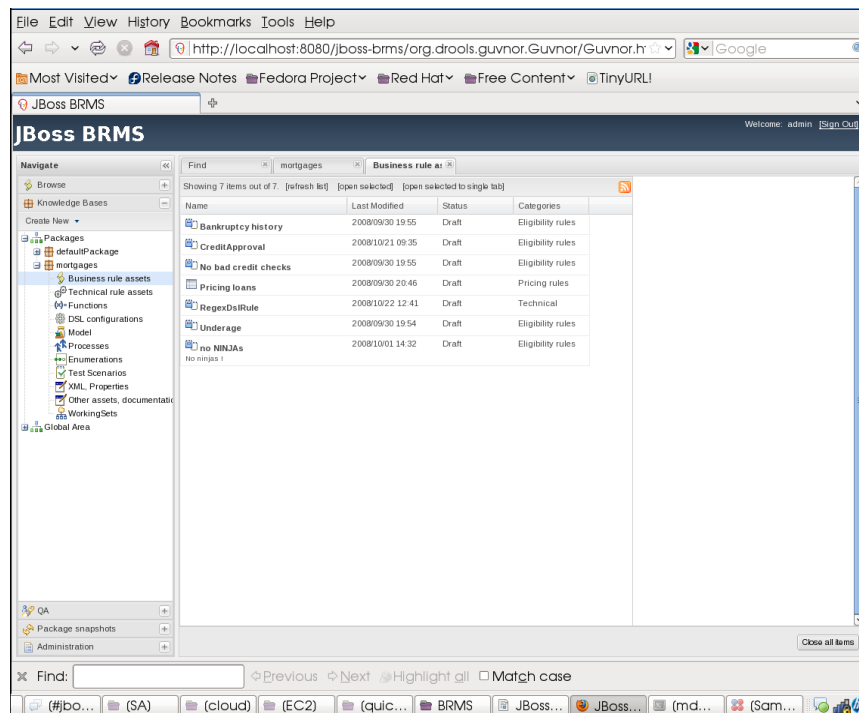 File Edit View History Bookmarks Tools Help
http://localhost:8080/jboss-brms/org.drools.guvnor.Guvnor/Guvnor.h Google
Most Visited Release Notes Fedora Project Red Hat Free Content TinyURL!
JBoss BRMS
JBoss BRMS
Welcome: admin [Sign Out]
Navigate
Find mortgages Business rule as
Browse
Showing 7 items out of 7. [refresh list] [open selected] [open selected to single tab]
Knowledge Bases
Name Last Modified Status Categories
Create New
Packages
defaultPackage
mortgages
Business rule assets
Technical rule assets
Functions
DSL configurations
Model
Processes
Enumerations
Test Scenarios
XML, Properties
Other assets, documentatic
WorkingSets
Global Area
Bankruptcy history 2008/09/30 19:55 Draft Eligibility rules
CreditApproval 2008/10/21 09:35 Draft Eligibility rules
No bad credit checks 2008/09/30 19:55 Draft Eligibility rules
Pricing loans 2008/09/30 20:46 Draft Pricing rules
RegexDslRule 2008/10/22 12:41 Draft Technical
Underage 2008/09/30 19:54 Draft Eligibility rules
no NINJAs 2008/10/01 14:32 Draft Eligibility rules
No ninjas !
QA
Package snapshots
Administration
Close all items
Find: Previous Next Highlight all Match case
(#jbo... (SA) (cloud) (EC2) (quic... BRMS JBoss... JBoss... (md... (Sam...